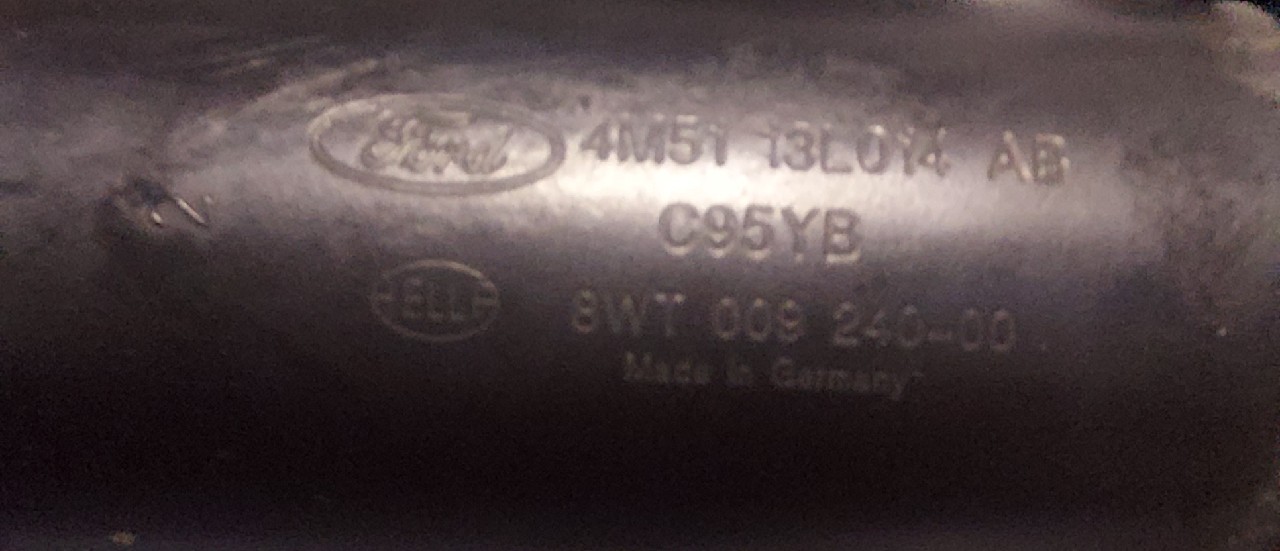 Ford 4M51 13L014 AB
C95YB
HELLA 8WT 009 240-00
Made in Germany